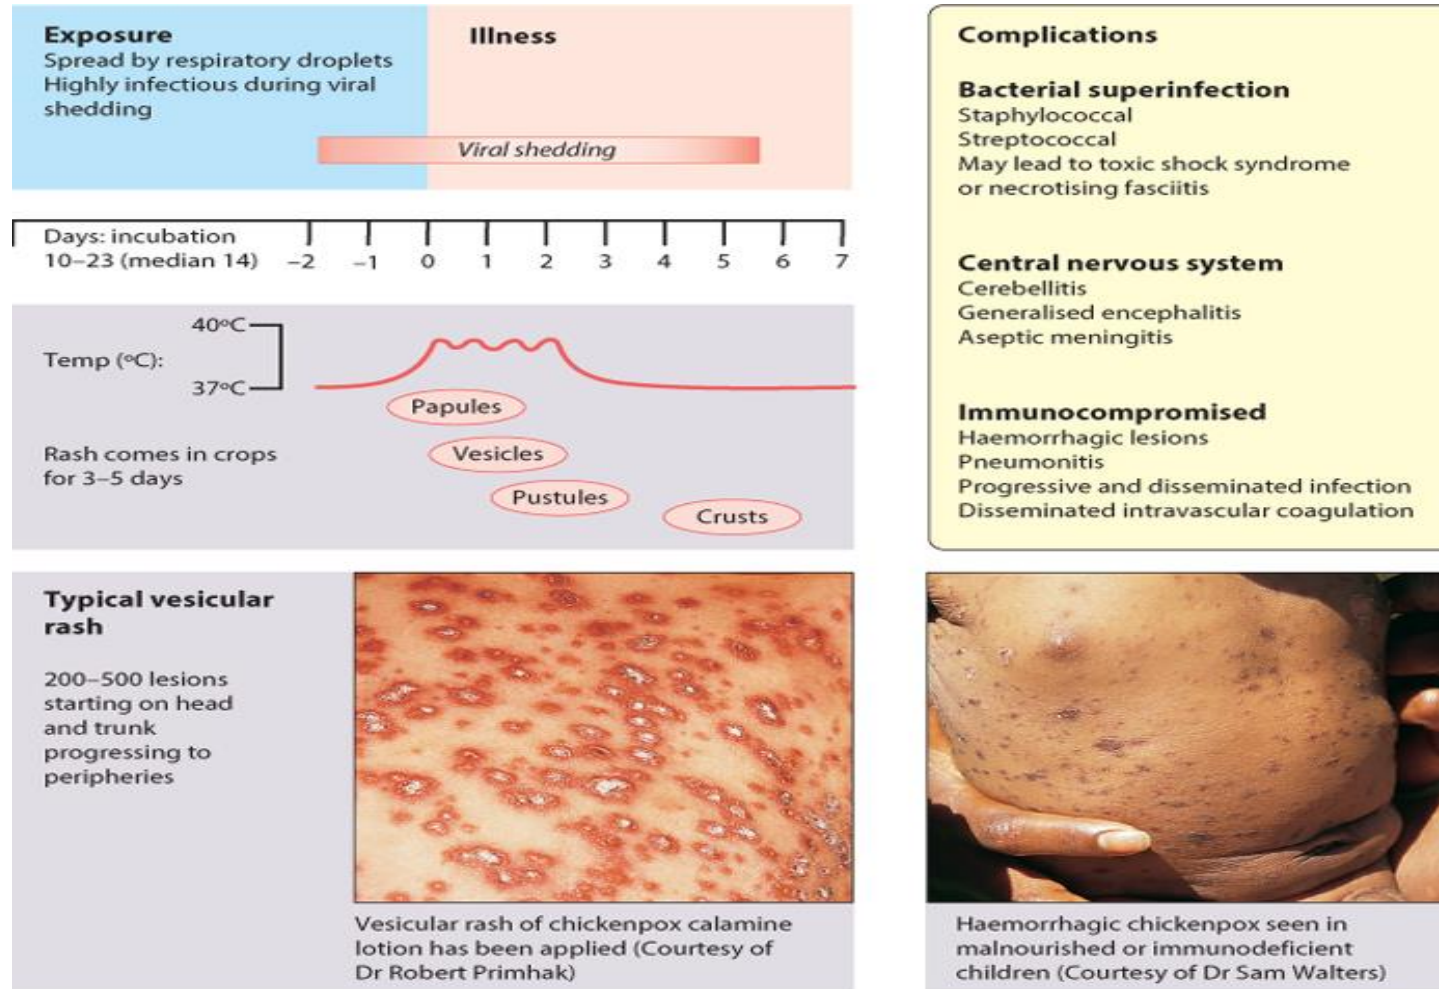 Exposure
Spread by respiratory droplets
Highly infectious during viral
shedding
Illness
Viral shedding
Days: incubation
10–23 (median 14)
–2 –1 0 1 2 3 4 5 6 7
40ºC
Temp (ºC):
37ºC
Papules
Rash comes in crops
for 3–5 days
Vesicles
Pustules
Crusts
Typical vesicular
rash
200–500 lesions
starting on head
and trunk
progressing to
peripheries
Vesicular rash of chickenpox calamine
lotion has been applied (Courtesy of
Dr Robert Primhak)
Complications
Bacterial superinfection
Staphylococcal
Streptococcal
May lead to toxic shock syndrome
or necrotising fasciitis
Central nervous system
Cerebellitis
Generalised encephalitis
Aseptic meningitis
Immunocompromised
Haemorrhagic lesions
Pneumonitis
Progressive and disseminated infection
Disseminated intravascular coagulation
Haemorrhagic chickenpox seen in
malnourished or immunodeficient
children (Courtesy of Dr Sam Walters)